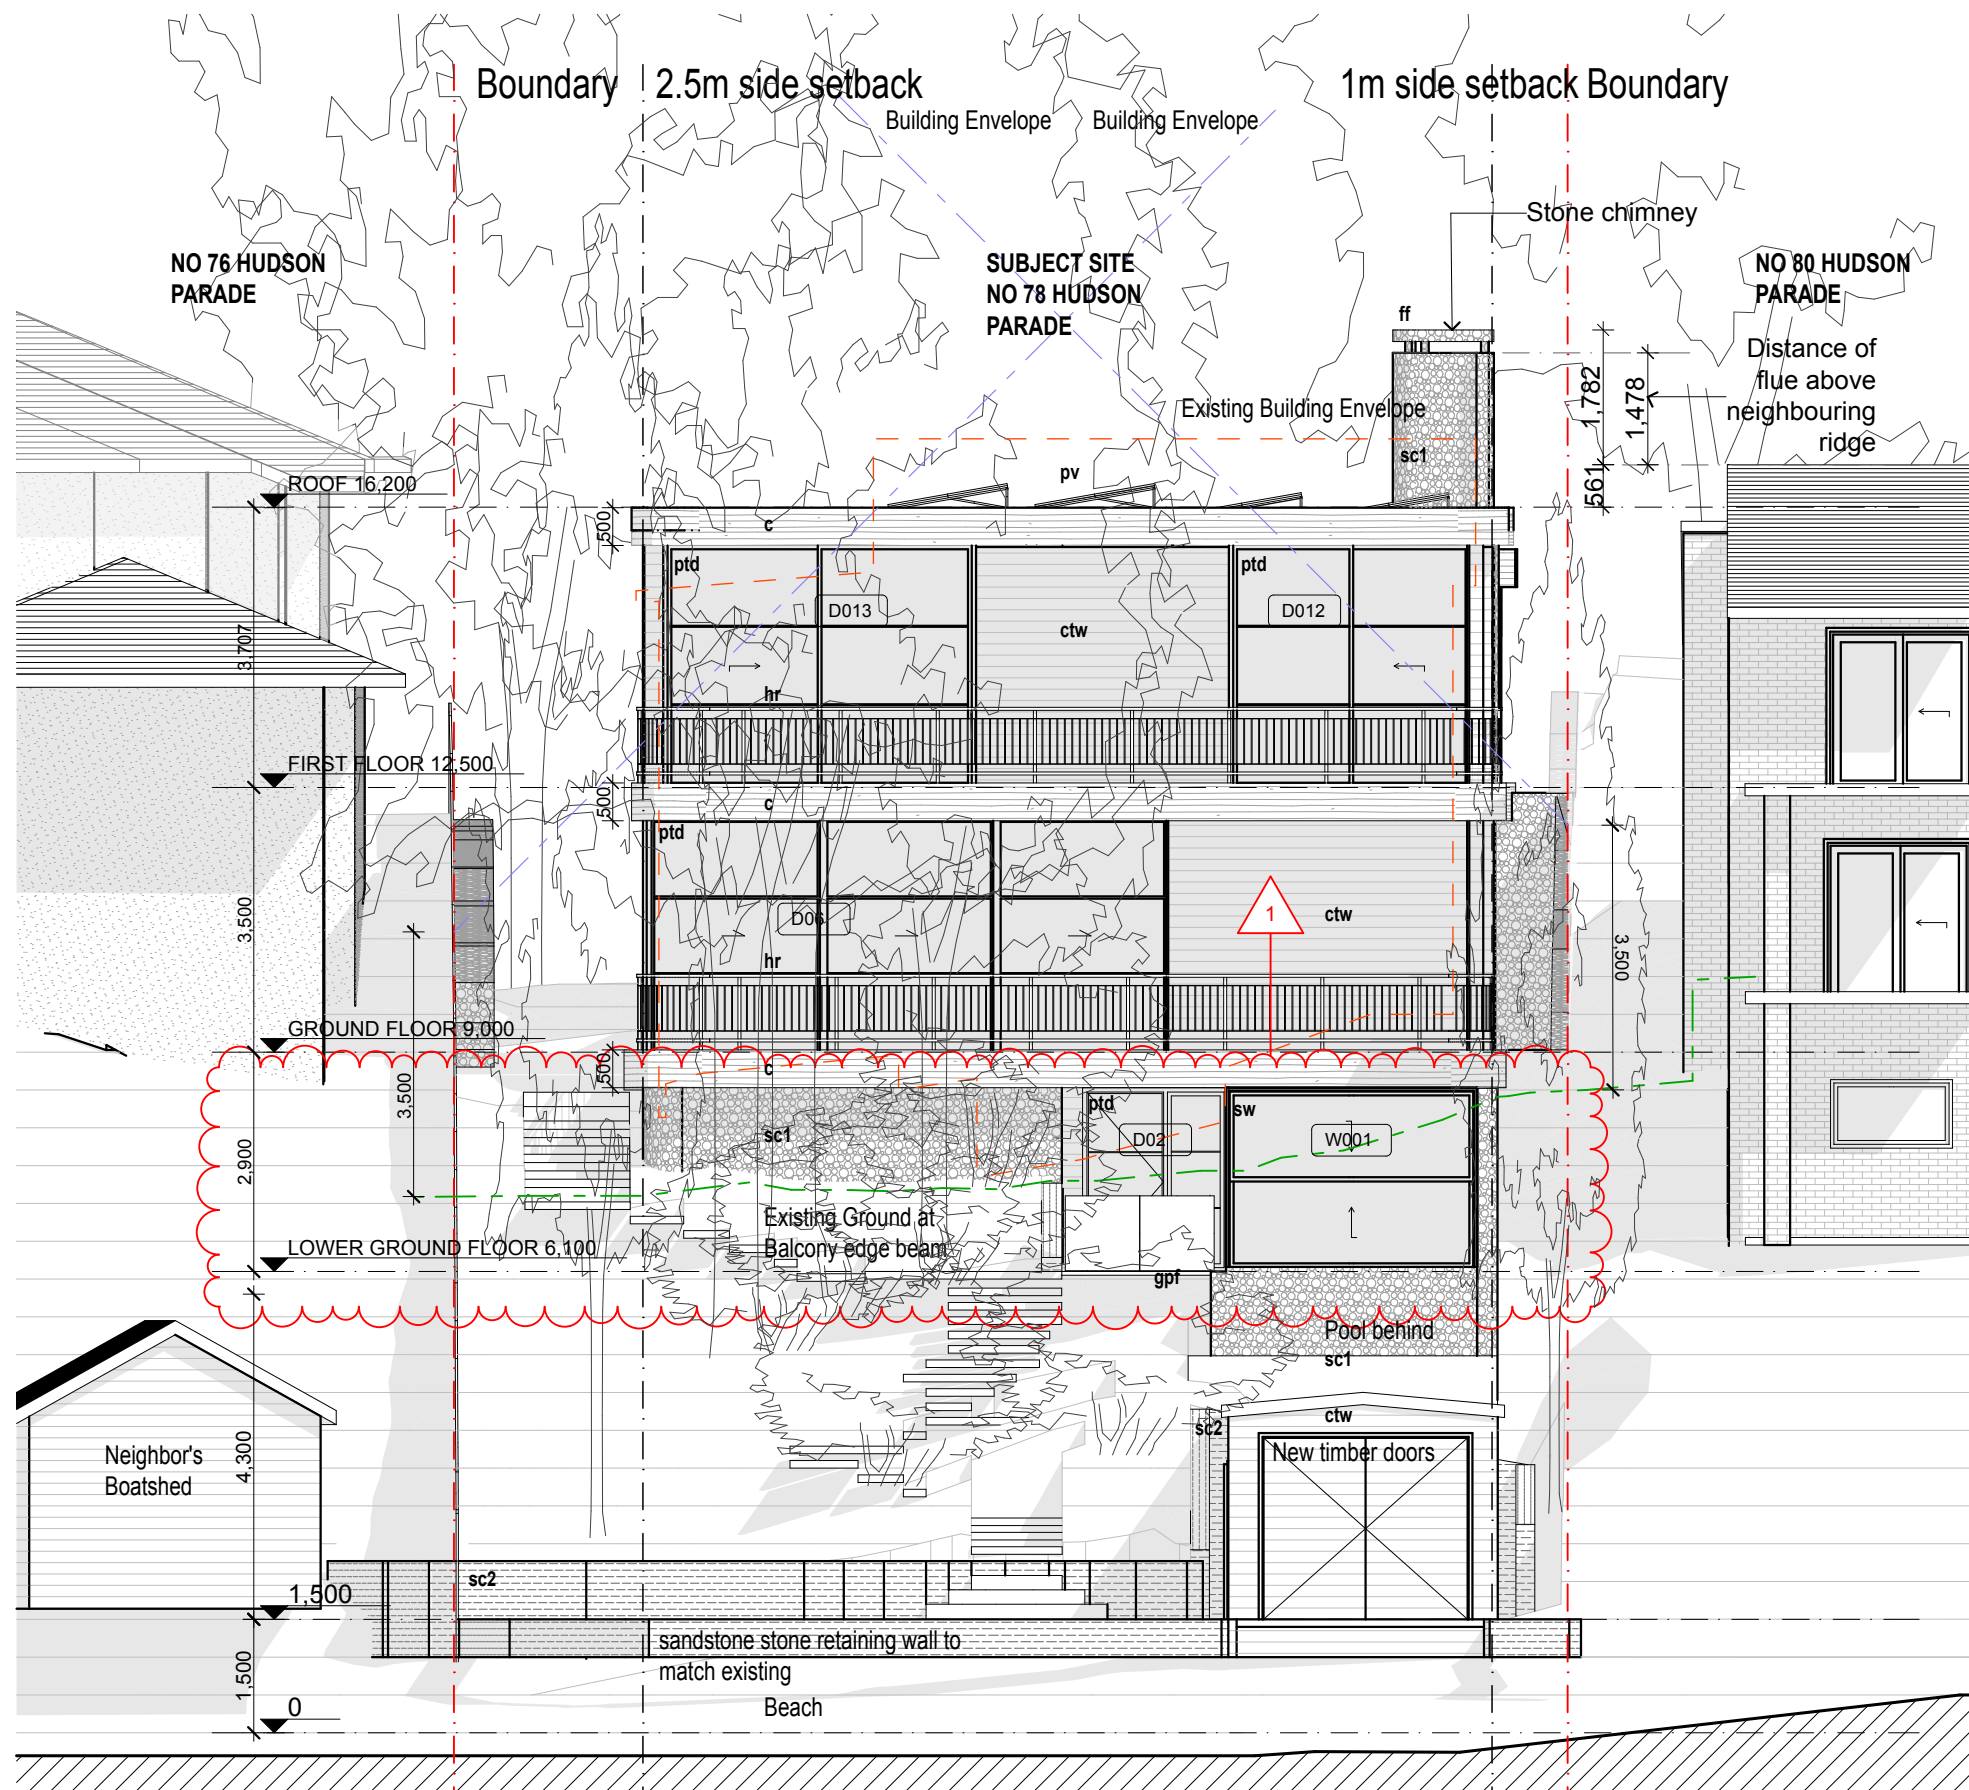 Boundary
2.5m side setback
1m side setback Boundary
Building Envelope
Building Envelope
Stone chimney
NO 76 HUDSON
PARADE
SUBJECT SITE
NO 78 HUDSON
PARADE
NO 80 HUDSON
PARADE
ff
Distance of
flue above
neighbouring
ridge
1,782
1,478
561
Existing Building Envelope
sc1
pv
ROOF 16,200
500
c
ptd
ptd
D013
D012
ctw
3,707
hr
FIRST FLOOR 12,500
500
c
ptd
D06
1
ctw
3,500
3,500
hr
GROUND FLOOR 9,000
500
c
3,500
ptd
sw
sc1
D02
W001
2,900
Existing Ground at
Balcony edge beam
LOWER GROUND FLOOR 6,100
gpf
Pool behind
sc1
ctw
sc2
New timber doors
Neighbor's
Boatshed
4,300
sc2
1,500
sandstone stone retaining wall to
match existing
1,500
Beach
0